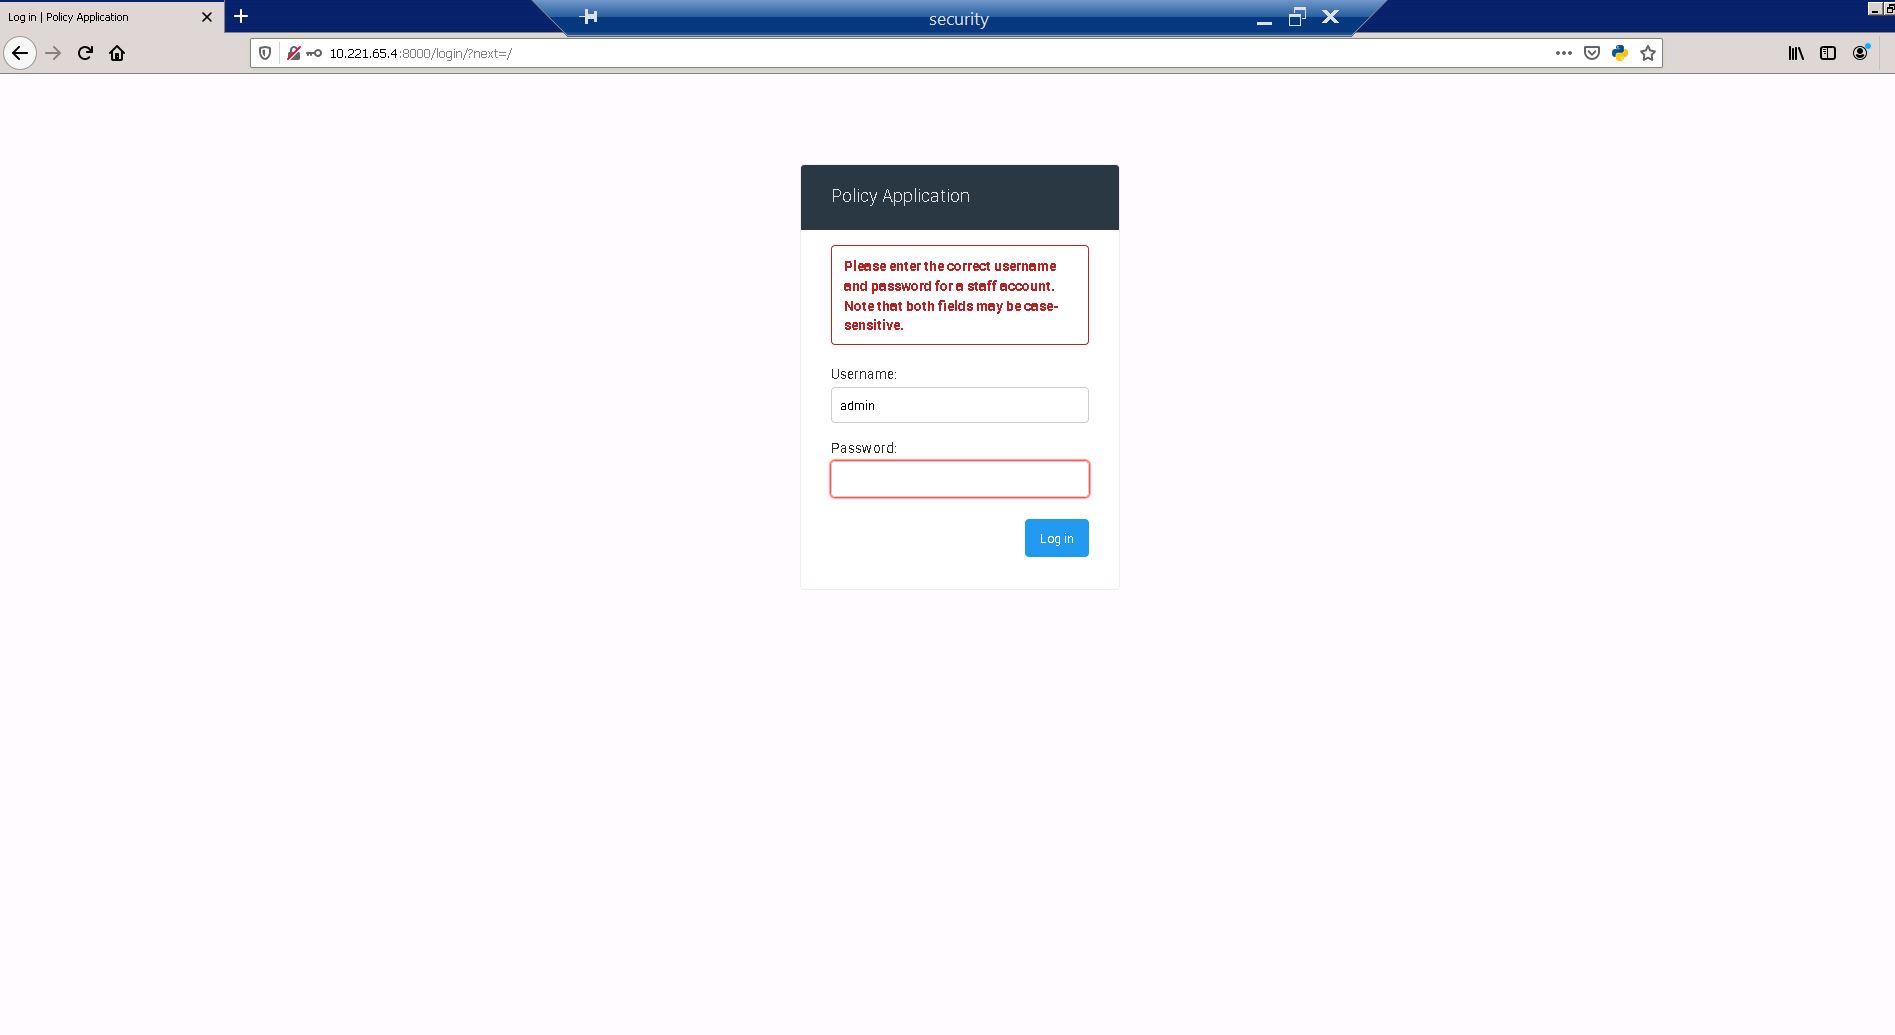 Log in | Policy Application
security
10.221.65.4:8000/login/?next=/
Policy Application
Please enter the correct username
and password for a staff account.
Note that both fields may be case-
sensitive.
Username:
admin
Password:
Log in